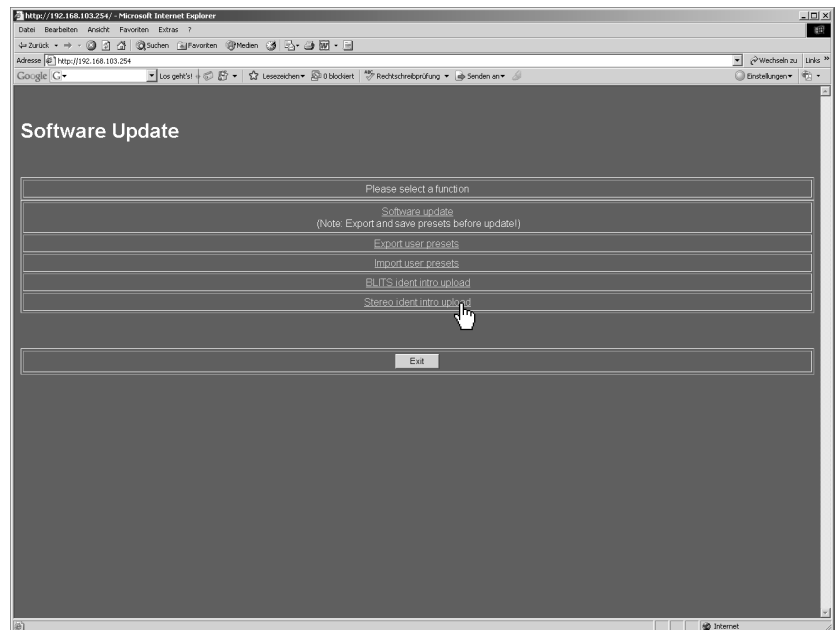 http://192.168.103.254/ - Microsoft Internet Explorer
Datei Bearbeiten Ansicht Favoriten Extras ?
Zurück Suchen Favoriten Medien
Adresse http://192.168.103.254 Wechseln zu Links »
Google G Los geht's! Lesezeichen 0 blockiert Rechtschreibprüfung Senden an Einstellungen
Software Update
Please select a function
Software update
(Note: Export and save presets before update!)
Export user presets
Import user presets
BLITS ident intro upload
Stereo ident intro upload
Exit
Internet